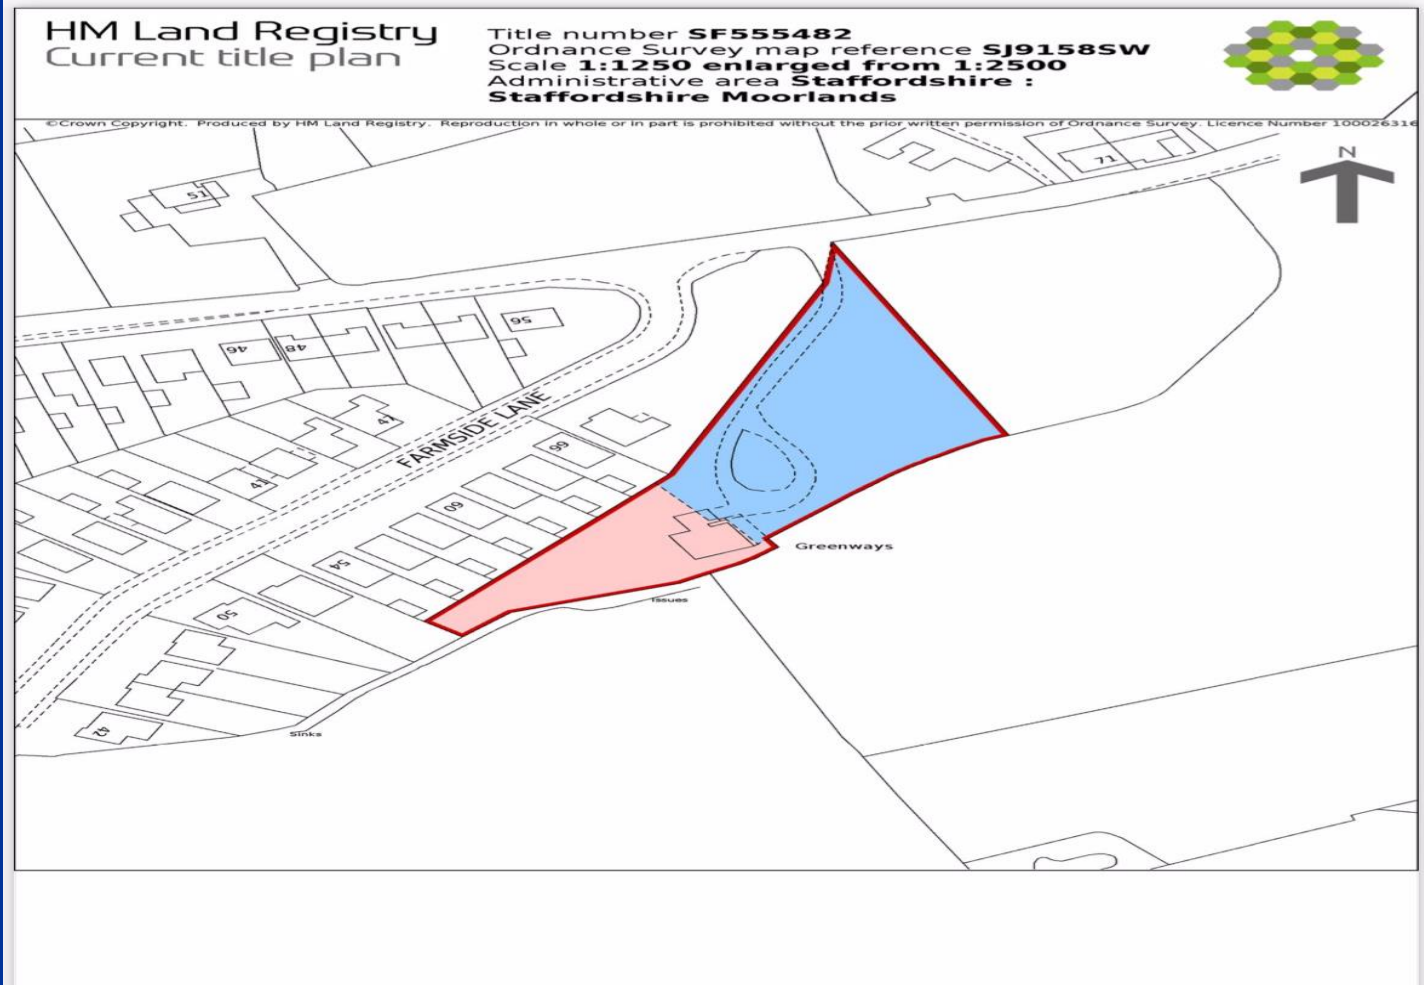 HM Land Registry
Current title plan
Title number SF555482
Ordnance Survey map reference SJ9158SW
Scale 1:1250 enlarged from 1:2500
Administrative area Staffordshire :
Staffordshire Moorlands
©Crown Copyright. Produced by HM Land Registry. Reproduction in whole or in part is prohibited without the prior written permission of Ordnance Survey. Licence Number 100026316
N
71
51
56
46
48
47
FARMSIDE LANE
66
41
60
54
Greenways
Issues
50
42
Sinks